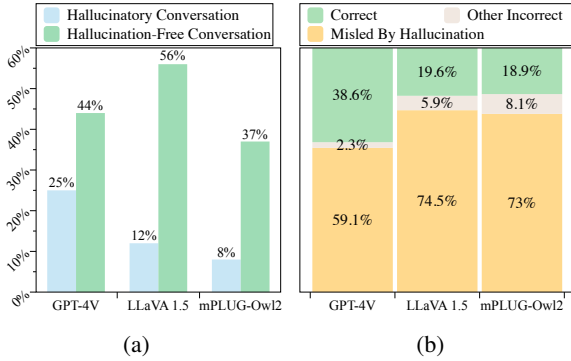 Hallucinatory Conversation
Hallucination-Free Conversation
60%
50%
40%
30%
20%
10%
0%
25%
44%
12%
56%
8%
37%
GPT-4V
LLaVA 1.5
mPLUG-Owl2
(a)
Correct
Other Incorrect
Misled By Hallucination
38.6%
2.3%
59.1%
19.6%
5.9%
74.5%
18.9%
8.1%
73%
GPT-4V
LLaVA 1.5
mPLUG-Owl2
(b)